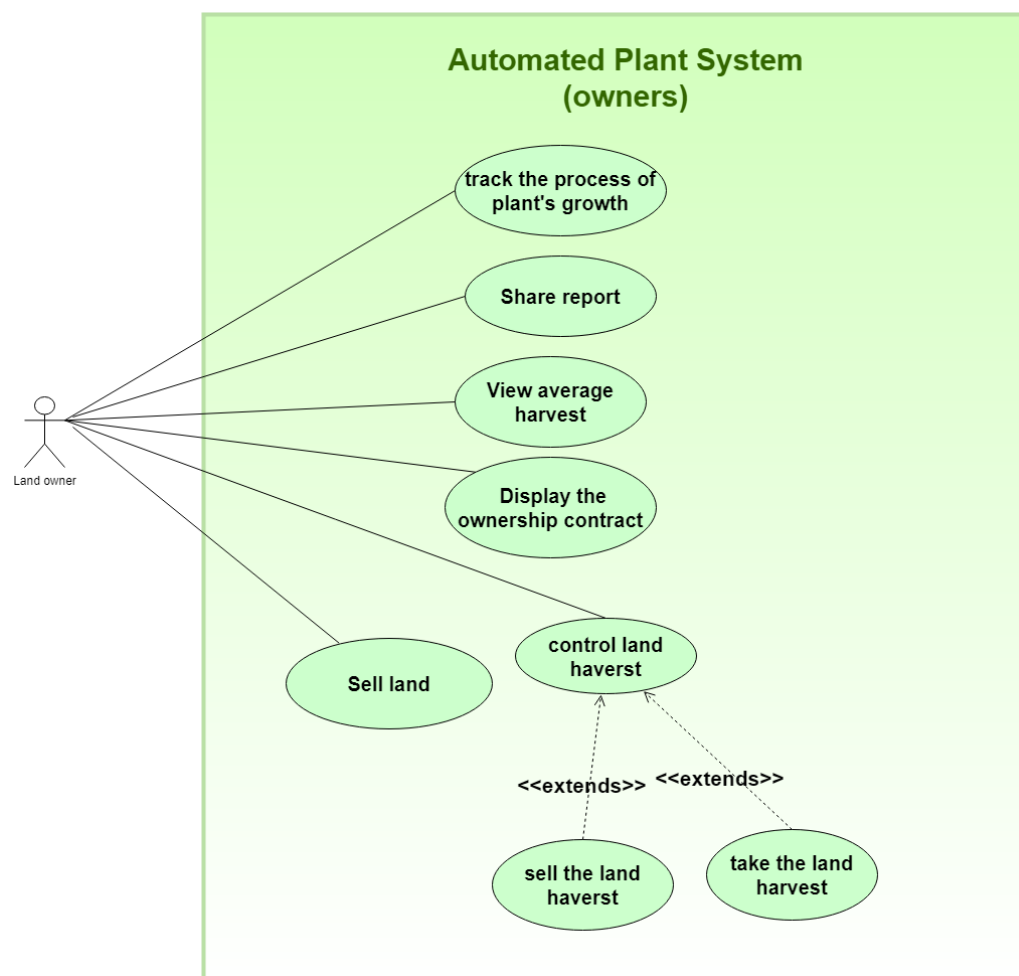 Automated Plant System
(owners)
track the process of
plant's growth
Share report
View average
harvest
Land owner
Display the
ownership contract
control land
haverst
Sell land
<<extends>>
<<extends>>
sell the land
haverst
take the land
harvest